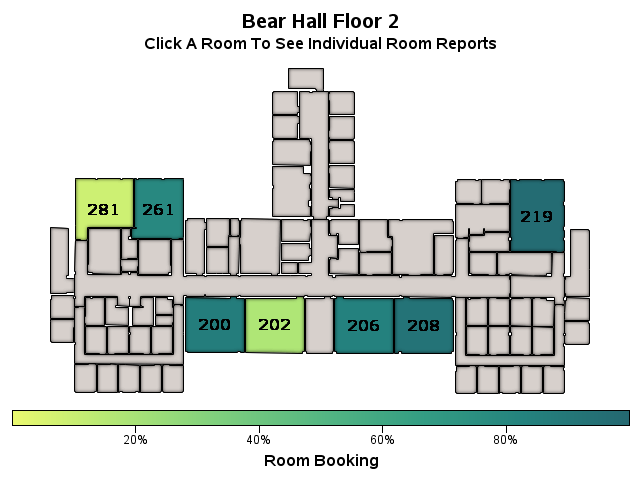 Bear Hall Floor 2
Click A Room To See Individual Room Reports
281 261 219
200 202 206 208
20% 40% 60% 80%
Room Booking